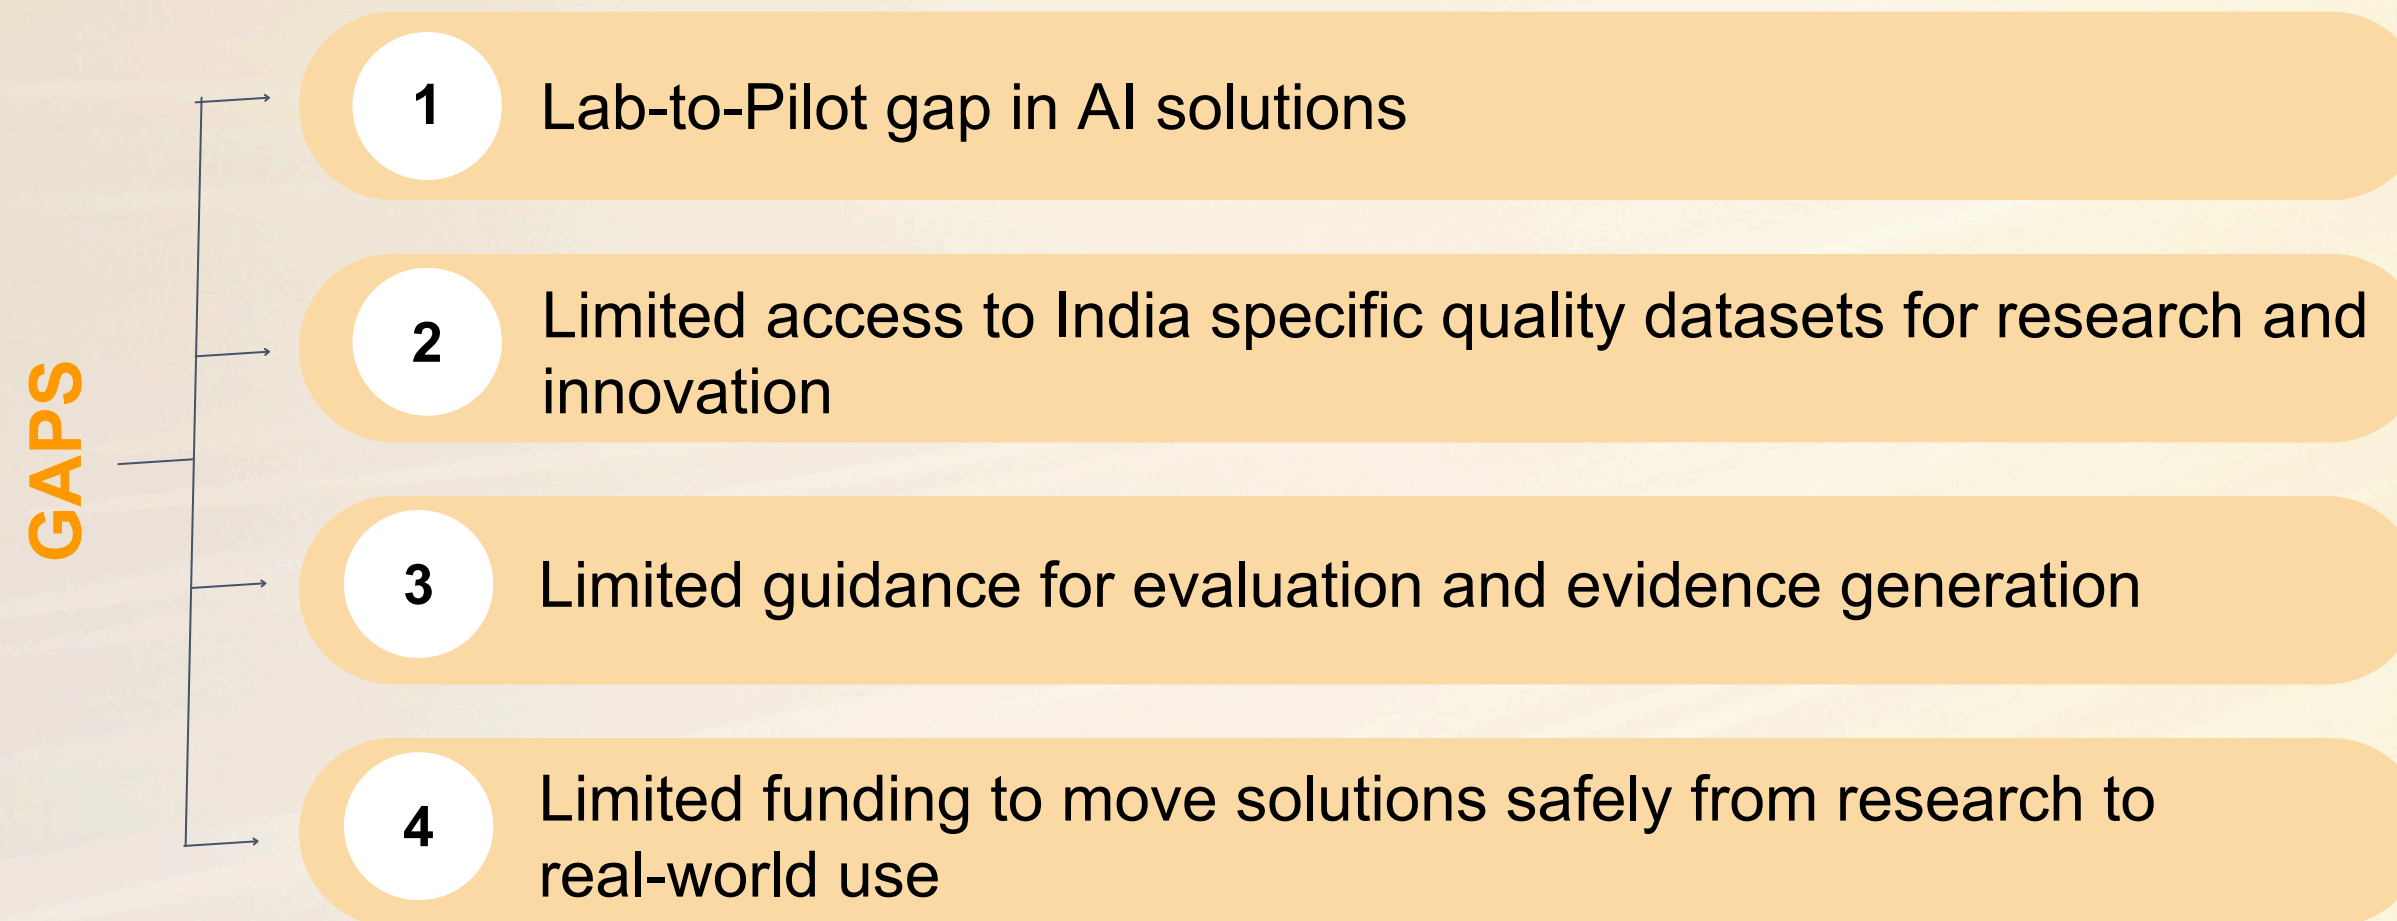 GAPS
1
Lab-to-Pilot gap in AI solutions
2
Limited access to India specific quality datasets for research and
innovation
3
Limited guidance for evaluation and evidence generation
4
Limited funding to move solutions safely from research to
real-world use